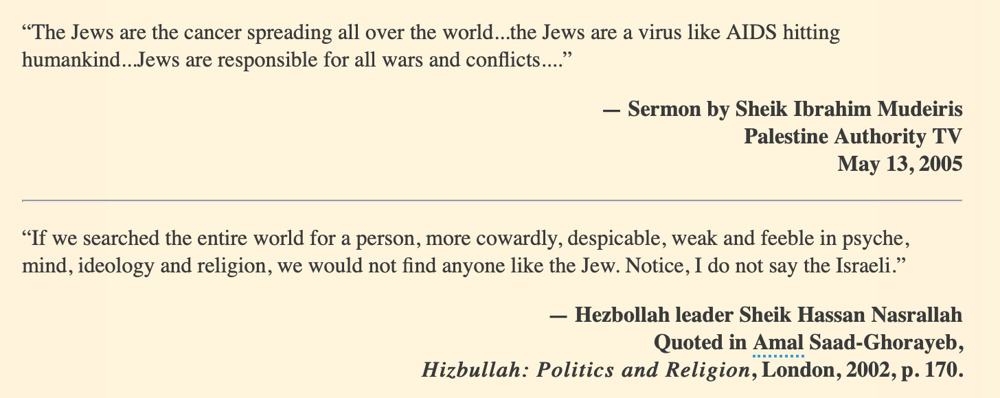 “The Jews are the cancer spreading all over the world...the Jews are a virus like AIDS hitting
humankind...Jews are responsible for all wars and conflicts....”
— Sermon by Sheik Ibrahim Mudeiris
Palestine Authority TV
May 13, 2005
“If we searched the entire world for a person, more cowardly, despicable, weak and feeble in psyche,
mind, ideology and religion, we would not find anyone like the Jew. Notice, I do not say the Israeli.”
— Hezbollah leader Sheik Hassan Nasrallah
Quoted in Amal Saad-Ghorayeb,
Hizbullah: Politics and Religion, London, 2002, p. 170.